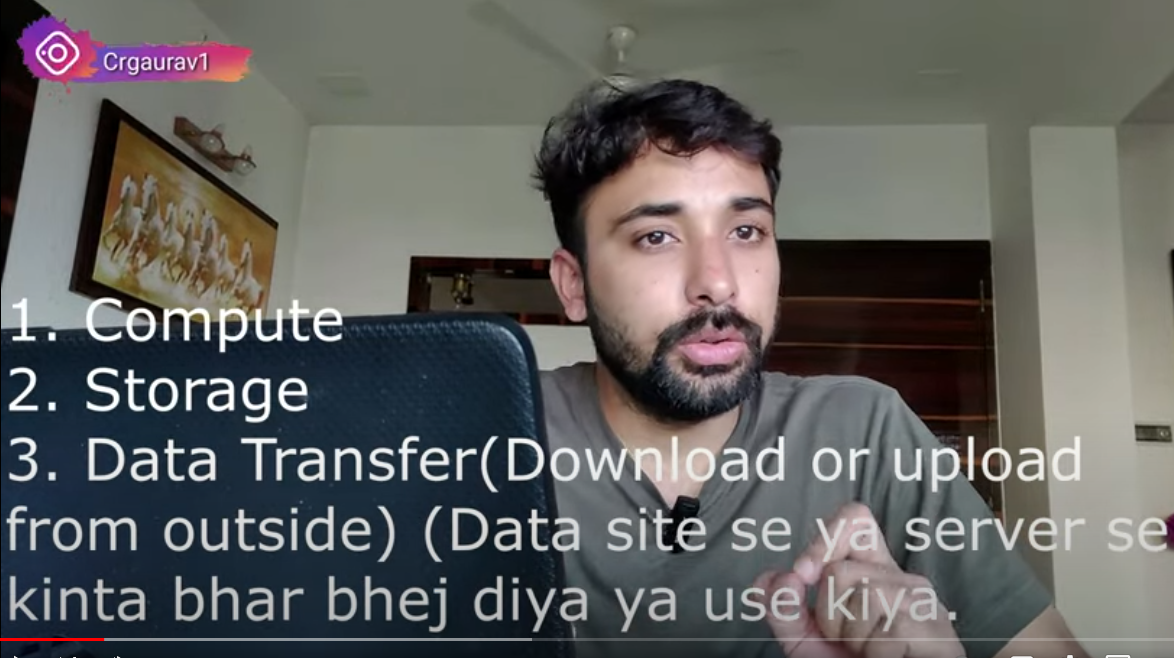 Crgaurav1
1. Compute
2. Storage
3. Data Transfer(Download or upload
from outside) (Data site se ya server se
kinta bhar bhej diya ya use kiya.